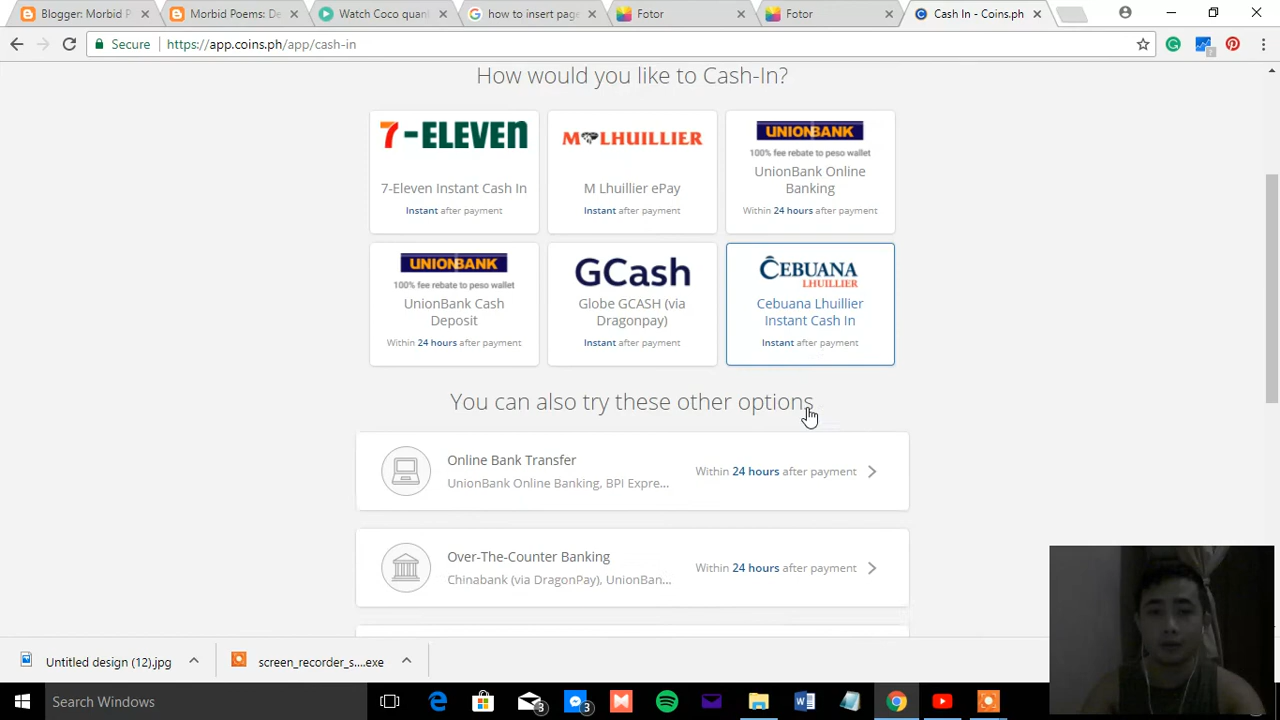 Blogger: Morbid P
Morbid Poems: De
Watch Coco quan
how to insert page
Fotor
Fotor
Cash In - Coins.ph
Secure
https://app.coins.ph/app/cash-in
How would you like to Cash-In?
7-ELEVEN
7-Eleven Instant Cash In
Instant after payment
MLHUILLIER
M Lhuillier ePay
Instant after payment
UNIONBANK
100% fee rebate to peso wallet
UnionBank Online
Banking
Within 24 hours after payment
UNIONBANK
100% fee rebate to peso wallet
UnionBank Cash
Deposit
Within 24 hours after payment
GCash
Globe GCASH (via
Dragonpay)
Instant after payment
CEBUANA
LHUILLIER
Cebuana Lhuillier
Instant Cash In
Instant after payment
You can also try these other options
Online Bank Transfer
UnionBank Online Banking, BPI Expre...
Within 24 hours after payment
Over-The-Counter Banking
Chinabank (via DragonPay), UnionBan...
Within 24 hours after payment
Untitled design (12).jpg
screen_recorder_s....exe
Search Windows
3
3